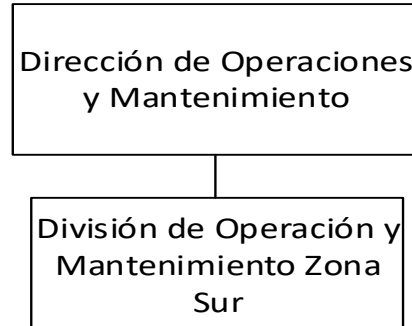 Dirección de Operaciones
y Mantenimiento
División de Operación y
Mantenimiento Zona
Sur